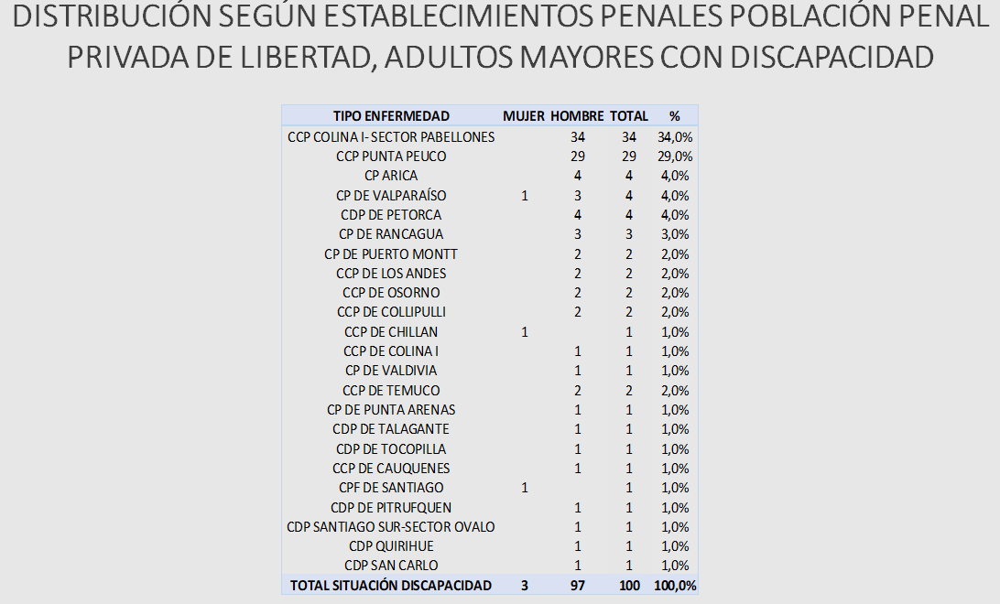 DISTRIBUCIÓN SEGÚN ESTABLECIMIENTOS PENALES POBLACIÓN PENAL
PRIVADA DE LIBERTAD, ADULTOS MAYORES CON DISCAPACIDAD
TIPO ENFERMEDAD MUJER HOMBRE TOTAL %
CCP COLINA I- SECTOR PABELLONES 34 34 34,0%
CCP PUNTA PEUCO 29 29 29,0%
CP ARICA 4 4 4,0%
CP DE VALPARAÍSO 1 3 4 4,0%
CDP DE PETORCA 4 4 4,0%
CP DE RANCAGUA 3 3 3,0%
CP DE PUERTO MONTT 2 2 2,0%
CCP DE LOS ANDES 2 2 2,0%
CCP DE OSORNO 2 2 2,0%
CCP DE COLLIPULLI 2 2 2,0%
CCP DE CHILLAN 1 1 1,0%
CCP DE COLINA I 1 1 1,0%
CP DE VALDIVIA 1 1 1,0%
CCP DE TEMUCO 2 2 2,0%
CP DE PUNTA ARENAS 1 1 1,0%
CDP DE TALAGANTE 1 1 1,0%
CDP DE TOCOPILLA 1 1 1,0%
CCP DE CAUQUENES 1 1 1,0%
CPF DE SANTIAGO 1 1 1,0%
CDP DE PITRUFQUEN 1 1 1,0%
CDP SANTIAGO SUR-SECTOR OVALO 1 1 1,0%
CDP QUIRIHUE 1 1 1,0%
CDP SAN CARLO 1 1 1,0%
TOTAL SITUACIÓN DISCAPACIDAD 3 97 100 100,0%